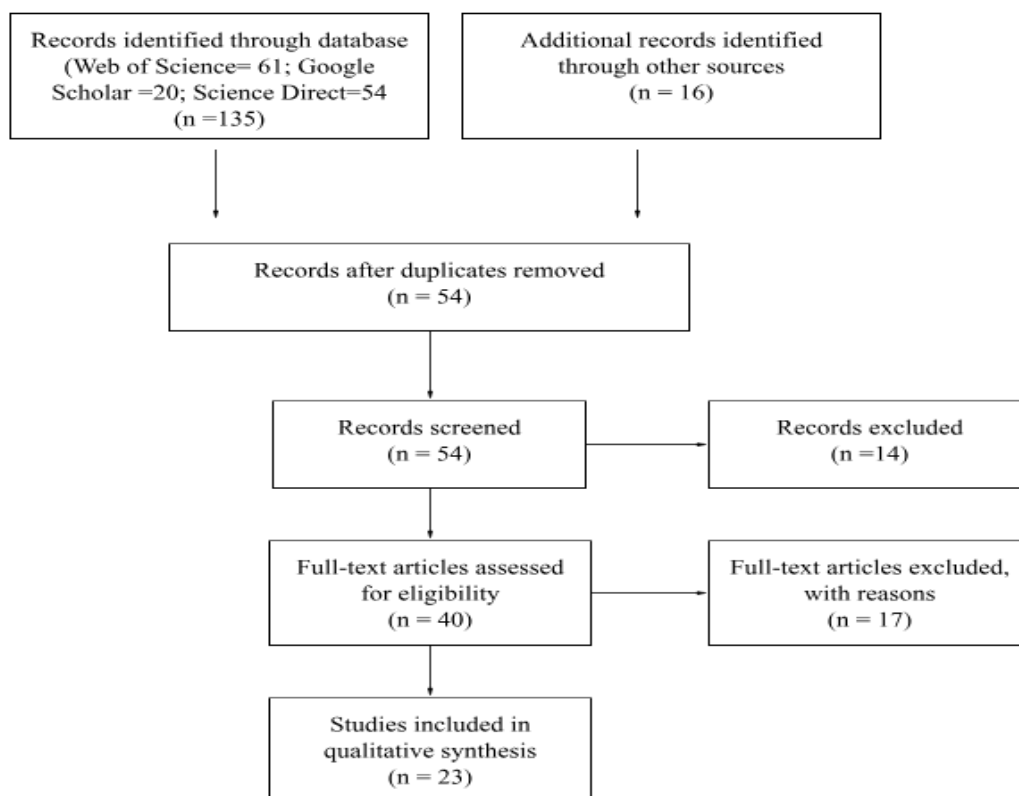 Records identified through database
(Web of Science= 61; Google
Scholar =20; Science Direct=54
(n =135)
Additional records identified
through other sources
(n = 16)
Records after duplicates removed
(n = 54)
Records screened
(n = 54)
Records excluded
(n =14)
Full-text articles assessed
for eligibility
(n = 40)
Full-text articles excluded,
with reasons
(n = 17)
Studies included in
qualitative synthesis
(n = 23)